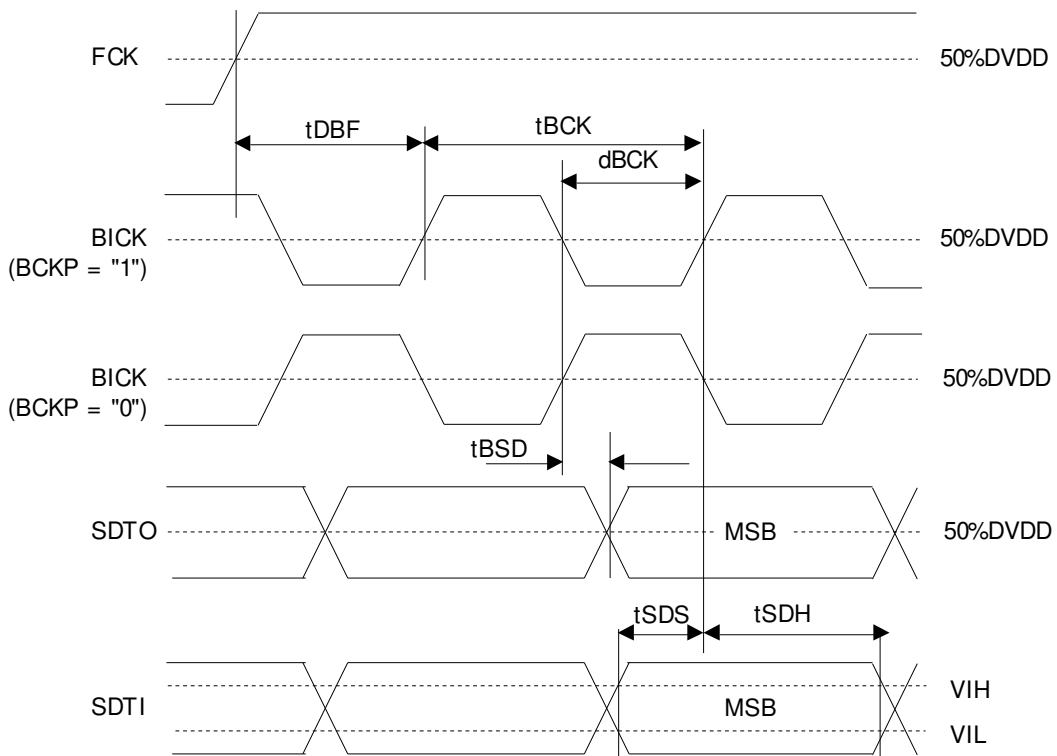 FCK
50%DVDD
tDBF
tBCK
dBCK
BICK
(BCKP = "1")
50%DVDD
BICK
(BCKP = "0")
50%DVDD
tBSD
SDTO
MSB
50%DVDD
tSDS
tSDH
SDTI
MSB
VIH
VIL